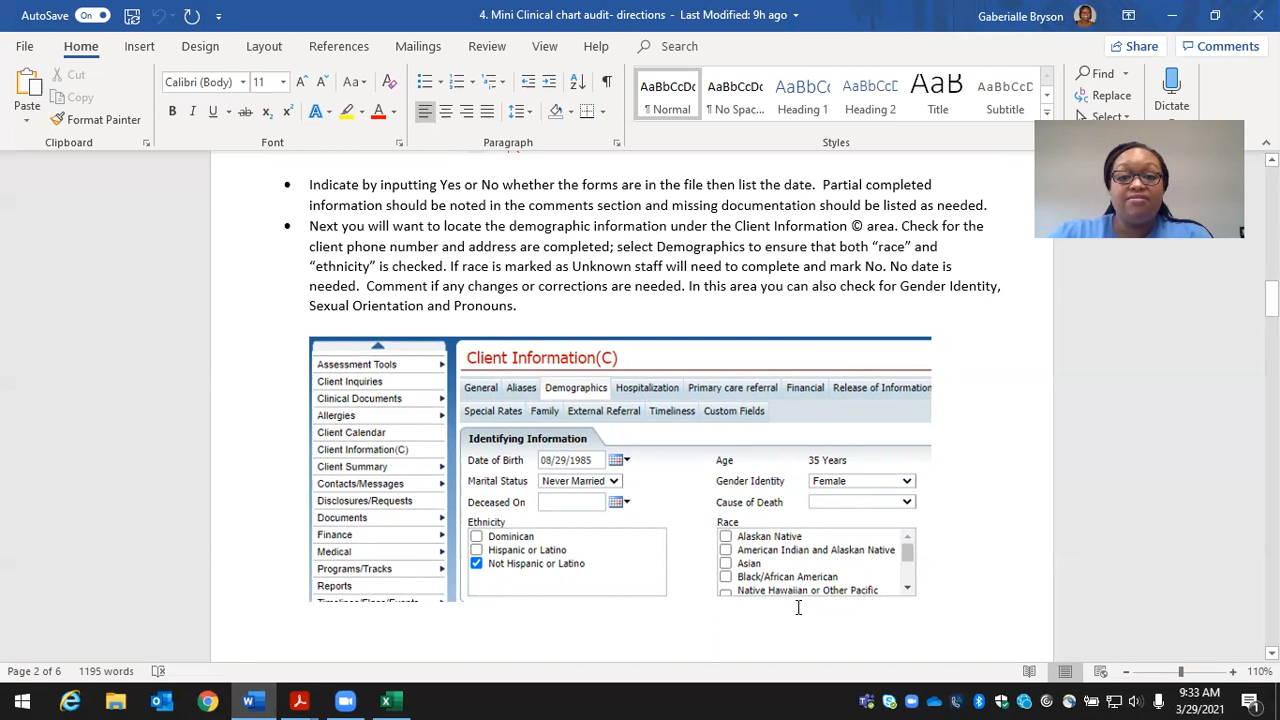 AutoSave On 4. Mini Clinical chart audit- directions - Last Modified: 9h ago Gaberialle Bryson
File Home Insert Design Layout References Mailings Review View Help Search Share Comments
Cut
Copy
Paste Format Painter
Calibri (Body) 11
AaBbCcDc AaBbCcDc AaBbCc AaBbCcC AaB AaBbCcD
¶ Normal ¶ No Spac... Heading 1 Heading 2 Title Subtitle
Find
Replace
Select
Dictate
Clipboard Font Paragraph Styles
• Indicate by inputting Yes or No whether the forms are in the file then list the date. Partial completed
information should be noted in the comments section and missing documentation should be listed as needed.
• Next you will want to locate the demographic information under the Client Information © area. Check for the
client phone number and address are completed; select Demographics to ensure that both “race” and
“ethnicity” is checked. If race is marked as Unknown staff will need to complete and mark No. No date is
needed. Comment if any changes or corrections are needed. In this area you can also check for Gender Identity,
Sexual Orientation and Pronouns.
Assessment Tools
Client Inquiries
Clinical Documents
Allergies
Client Calendar
Client Information(C)
Client Summary
Contacts/Messages
Disclosures/Requests
Documents
Finance
Medical
Programs/Tracks
Reports
Client Information(C)
General Aliases Demographics Hospitalization Primary care referral Financial Release of Information
Special Rates Family External Referral Timeliness Custom Fields
Identifying Information
Date of Birth 08/29/1985 Age 35 Years
Marital Status Never Married Gender Identity Female
Deceased On Cause of Death
Ethnicity Race
Dominican Alaskan Native
Hispanic or Latino American Indian and Alaskan Native
Not Hispanic or Latino Asian
Black/African American
Native Hawaiian or Other Pacific
Page 2 of 6 1195 words 110%
9:33 AM
3/29/2021